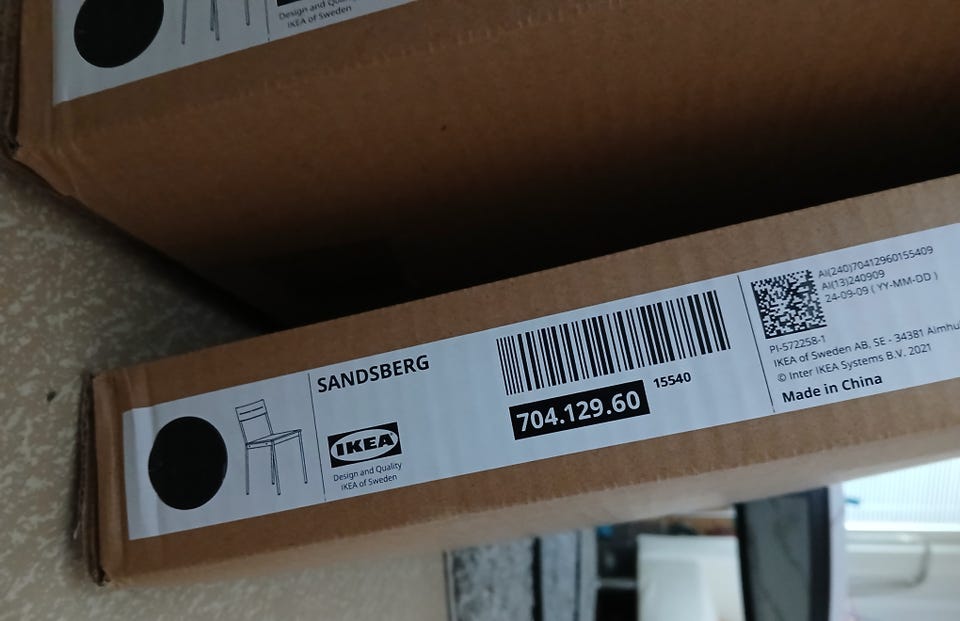 Design and Quality
IKEA of Sweden
SANDSBERG
IKEA
Design and Quality
IKEA of Sweden
704.129.60
15540
AI(240)70412960155409
AI(13)240909
24-09-09 ( YY-MM-DD )
PI-572258-1
IKEA of Sweden AB, SE - 34381
© Inter IKEA Systems B.V. 2021
Made in China